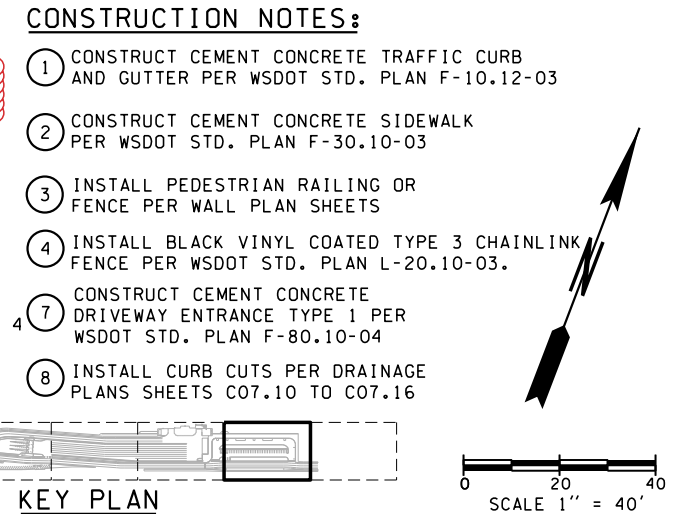 CONSTRUCTION NOTES:
1 CONSTRUCT CEMENT CONCRETE TRAFFIC CURB
AND GUTTER PER WSDOT STD. PLAN F-10.12-03
2 CONSTRUCT CEMENT CONCRETE SIDEWALK
PER WSDOT STD. PLAN F-30.10-03
3 INSTALL PEDESTRIAN RAILING OR
FENCE PER WALL PLAN SHEETS
4 INSTALL BLACK VINYL COATED TYPE 3 CHAINLINK
FENCE PER WSDOT STD. PLAN L-20.10-03.
CONSTRUCT CEMENT CONCRETE
4 7 DRIVEWAY ENTRANCE TYPE 1 PER
WSDOT STD. PLAN F-80.10-04
8 INSTALL CURB CUTS PER DRAINAGE
PLANS SHEETS C07.10 TO C07.16
N
KEY PLAN
0 20 40
SCALE 1'' = 40'